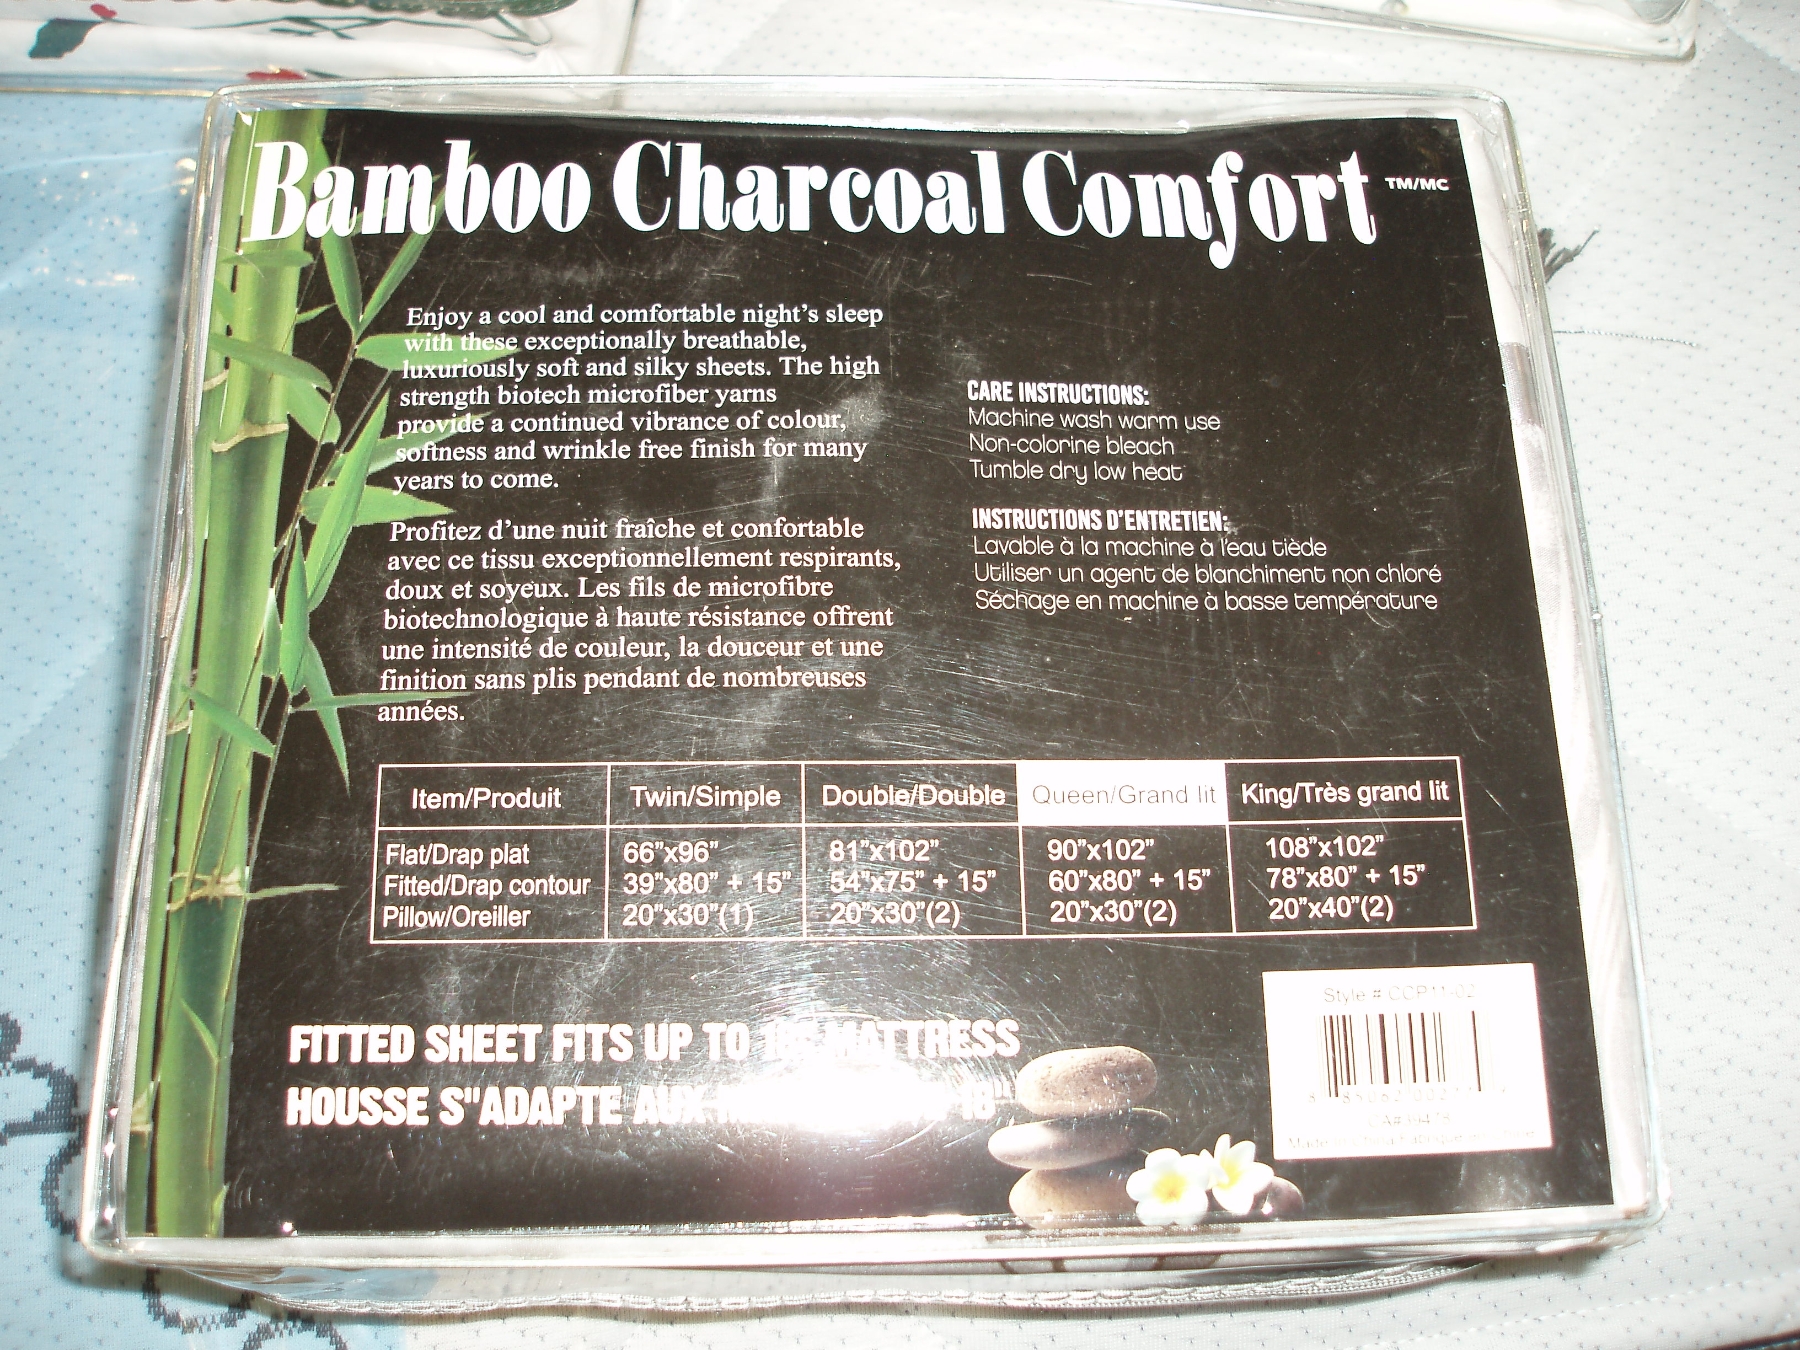 Bamboo Charcoal Comfort TM/MC
Enjoy a cool and comfortable night's sleep
with these exceptionally breathable,
luxuriously soft and silky sheets. The high
strength biotech microfiber yarns
provide a continued vibrance of colour,
softness and wrinkle free finish for many
years to come.
Profitez d'une nuit fraîche et confortable
avec ce tissu exceptionnellement respirants,
doux et soyeux. Les fils de microfibre
biotechnologique à haute résistance offrent
une intensité de couleur, la douceur et une
finition sans plis pendant de nombreuses
années.
CARE INSTRUCTIONS:
Machine wash warm use
Non-colorine bleach
Tumble dry low heat
INSTRUCTIONS D'ENTRETIEN:
Lavable à la machine à l'eau tiède
Utiliser un agent de blanchiment non chloré
Séchage en machine à basse température
Item/Produit Twin/Simple Double/Double Queen/Grand lit King/Très grand lit
Flat/Drap plat 66"x96" 81"x102" 90"x102" 108"x102"
Fitted/Drap contour 39"x80" + 15" 54"x75" + 15" 60"x80" + 15" 78"x80" + 15"
Pillow/Oreiller 20"x30"(1) 20"x30"(2) 20"x30"(2) 20"x40"(2)
FITTED SHEET FITS UP TO MATTRESS
HOUSSE S"ADAPTE AUX 18"
Style # CCP11-02